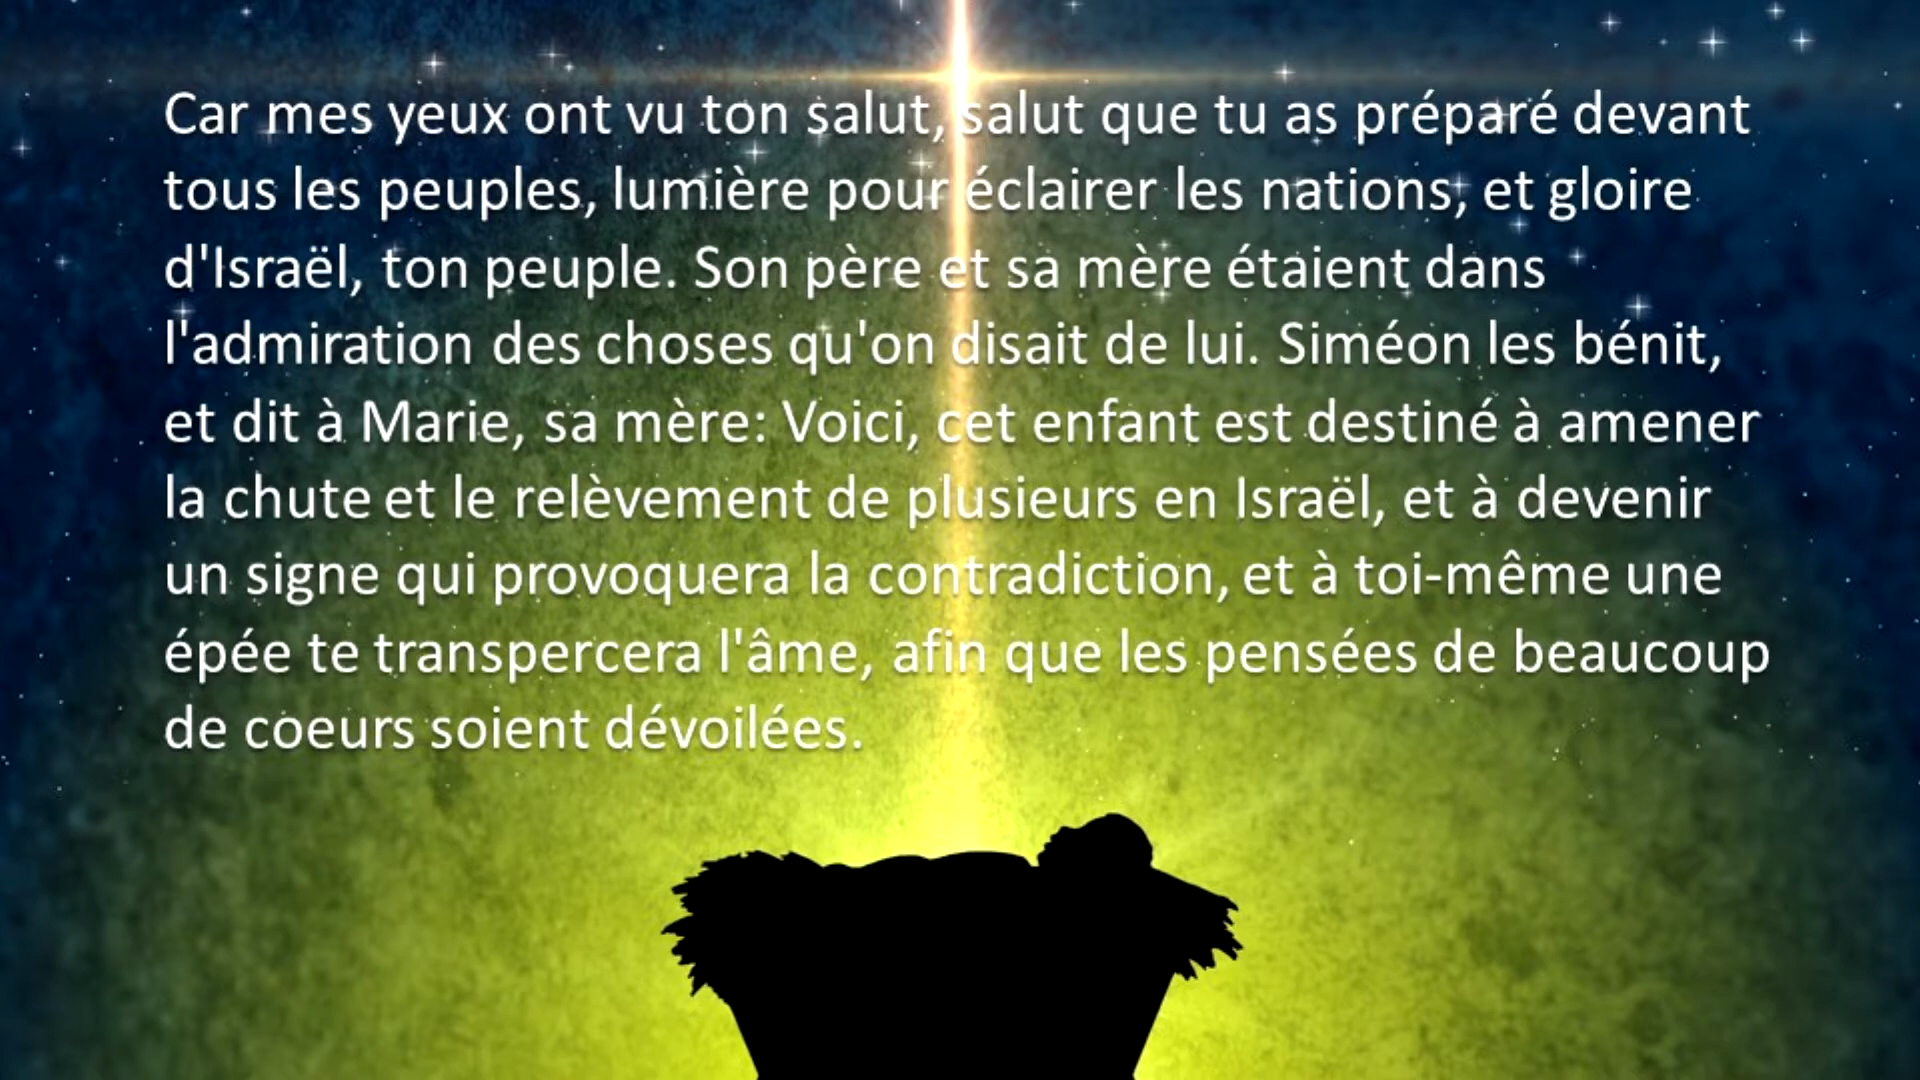 Car mes yeux ont vu ton salut, salut que tu as préparé devant
tous les peuples, lumière pour éclairer les nations, et gloire
d'Israël, ton peuple. Son père et sa mère étaient dans
l'admiration des choses qu'on disait de lui. Siméon les bénit,
et dit à Marie, sa mère: Voici, cet enfant est destiné à amener
la chute et le relèvement de plusieurs en Israël, et à devenir
un signe qui provoquera la contradiction, et à toi-même une
épée te transpercera l'âme, afin que les pensées de beaucoup
de coeurs soient dévoilées.